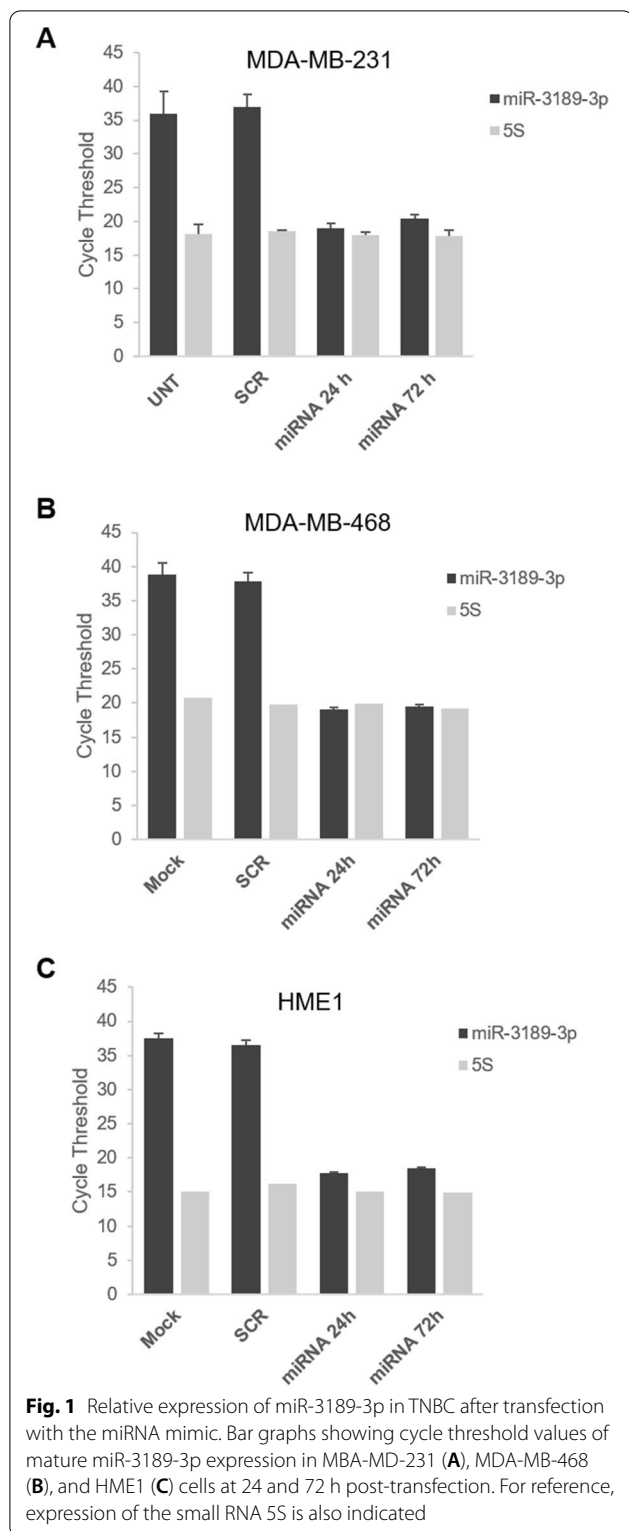 A
MDA-MB-231
45
40
35
30
25
20
15
10
5
0
Cycle Threshold
miR-3189-3p
5S
UNT
SCR
miRNA 24 h
miRNA 72 h
B
MDA-MB-468
45
40
35
30
25
20
15
10
5
0
Cycle Threshold
miR-3189-3p
5S
Mock
SCR
miRNA 24h
miRNA 72h
C
HME1
45
40
35
30
25
20
15
10
5
0
Cycle Threshold
miR-3189-3p
5S
Mock
SCR
miRNA 24h
miRNA 72h
Fig. 1 Relative expression of miR-3189-3p in TNBC after transfection
with the miRNA mimic. Bar graphs showing cycle threshold values of
mature miR-3189-3p expression in MBA-MD-231 (A), MDA-MB-468
(B), and HME1 (C) cells at 24 and 72 h post-transfection. For reference,
expression of the small RNA 5S is also indicated